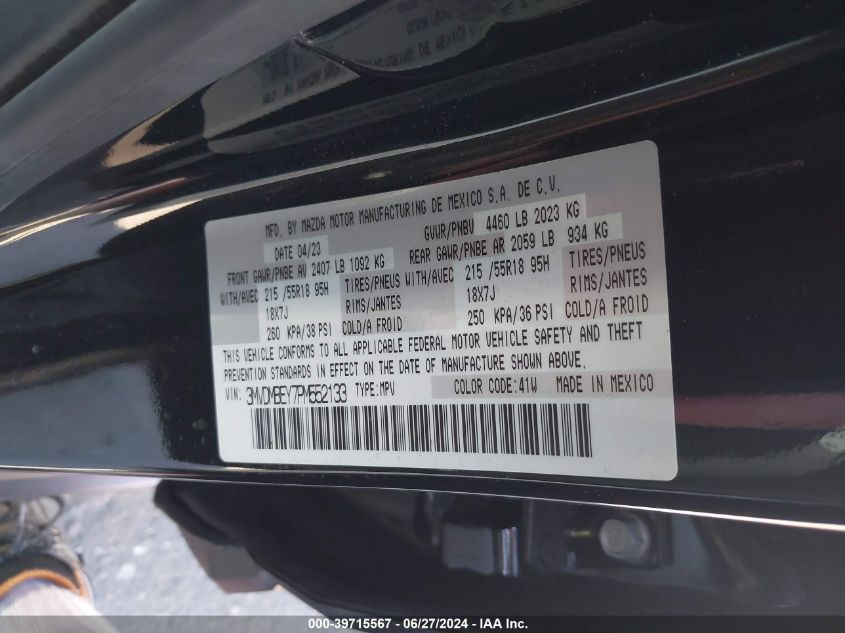 MFD. BY MAZDA MOTOR MANUFACTURING DE MEXICO S.A. DE C.V.
DATE 04/23 GVWR/PNBV 4460 LB 2023 KG
FRONT GAWR/PNBE AV 2407 LB 1092 KG REAR GAWR/PNBE AR 2059 LB 934 KG
WITH/AVEC 215 /55R18 95H TIRES/PNEUS WITH/AVEC 215 /55R18 95H TIRES/PNEUS
18X7J RIMS/JANTES 18X7J RIMS/JANTES
260 KPA/38 PSI COLD/A FROID 250 KPA/36 PSI COLD/A FROID
THIS VEHICLE CONFORMS TO ALL APPLICABLE FEDERAL MOTOR VEHICLE SAFETY AND THEFT
PREVENTION STANDARDS IN EFFECT ON THE DATE OF MANUFACTURE SHOWN ABOVE.
VIN: 3MVDMBEY7PM552133 TYPE:MPV COLOR CODE:41W MADE IN MEXICO
000-39715567 / 06/27/2024 - IAA Inc.